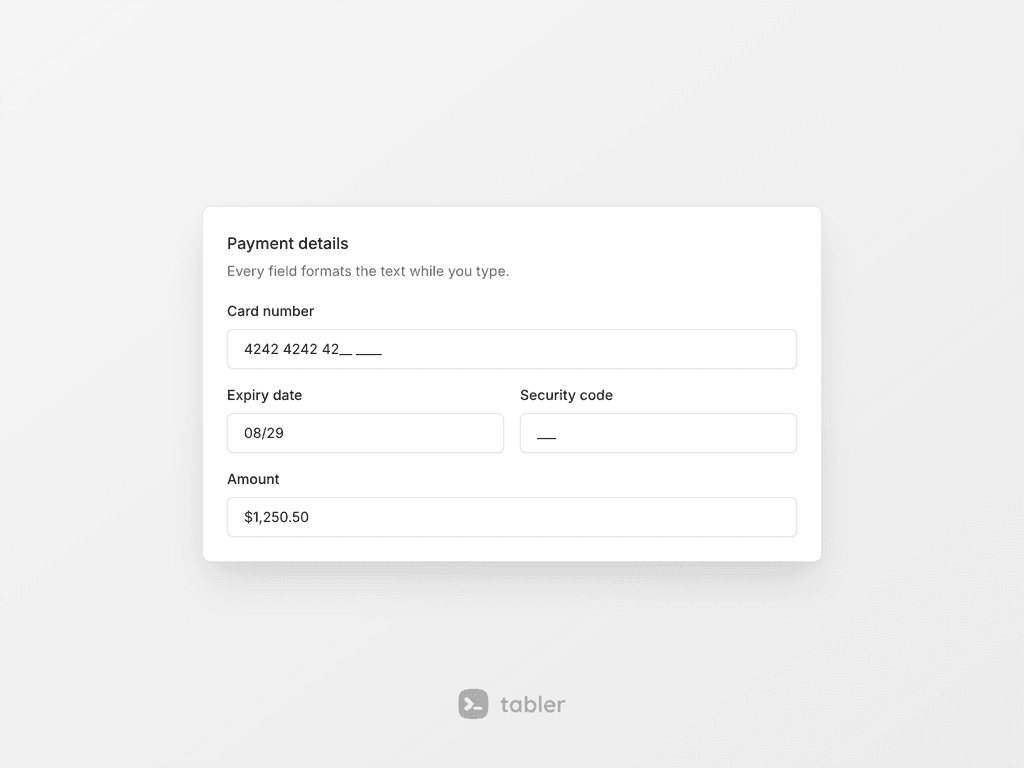 Payment details
Every field formats the text while you type.
Card number
4242 4242 42__ ____
Expiry date
Security code
08/29
___
Amount
$1,250.50
tabler